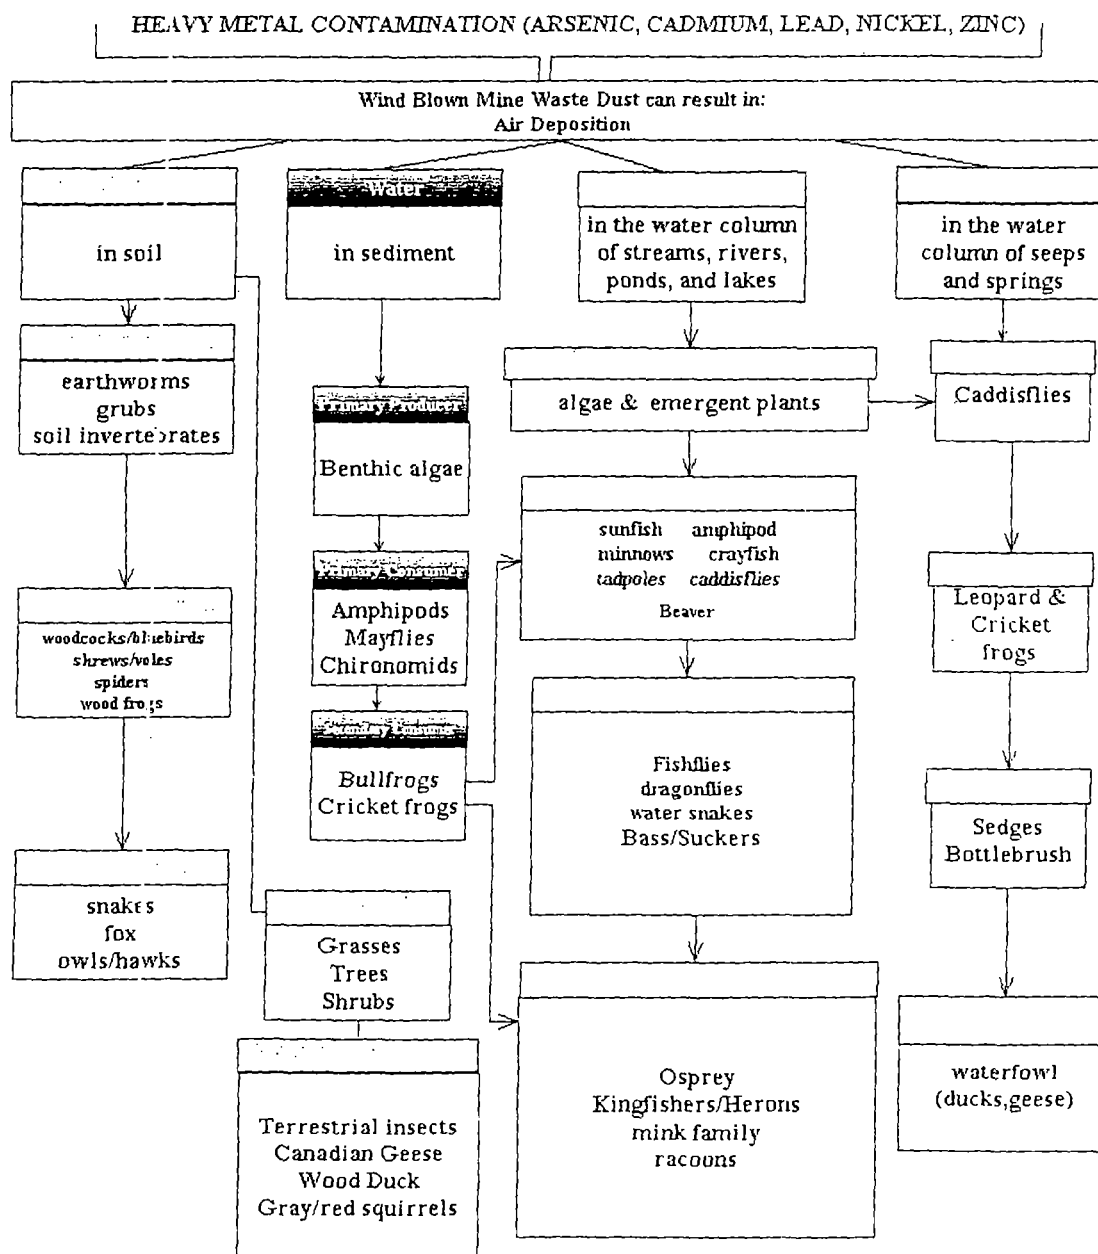 HEAVY METAL CONTAMINATION (ARSENIC, CADMIUM, LEAD, NICKEL, ZINC)
Wind Blown Mine Waste Dust can result in:
Air Deposition
in soil
Water
in sediment
in the water column
of streams, rivers,
ponds, and lakes
in the water
column of seeps
and springs
earthworms
grubs
soil invertebrates
Primary Producer
Benthic algae
algae & emergent plants
Caddisflies
Primary Consumer
Amphipods
Mayflies
Chironomids
sunfish amphipod
minnows crayfish
tadpoles caddisflies
Beaver
Leopard &
Cricket
frogs
woodcocks/bluebirds
shrews/voles
spiders
wood frogs
Bullfrogs
Cricket frogs
Fishflies
dragonflies
water snakes
Bass/Suckers
Sedges
Bottlebrush
snakes
fox
owls/hawks
Grasses
Trees
Shrubs
Terrestrial insects
Canadian Geese
Wood Duck
Gray/red squirrels
Osprey
Kingfishers/Herons
mink family
racoons
waterfowl
(ducks,geese)